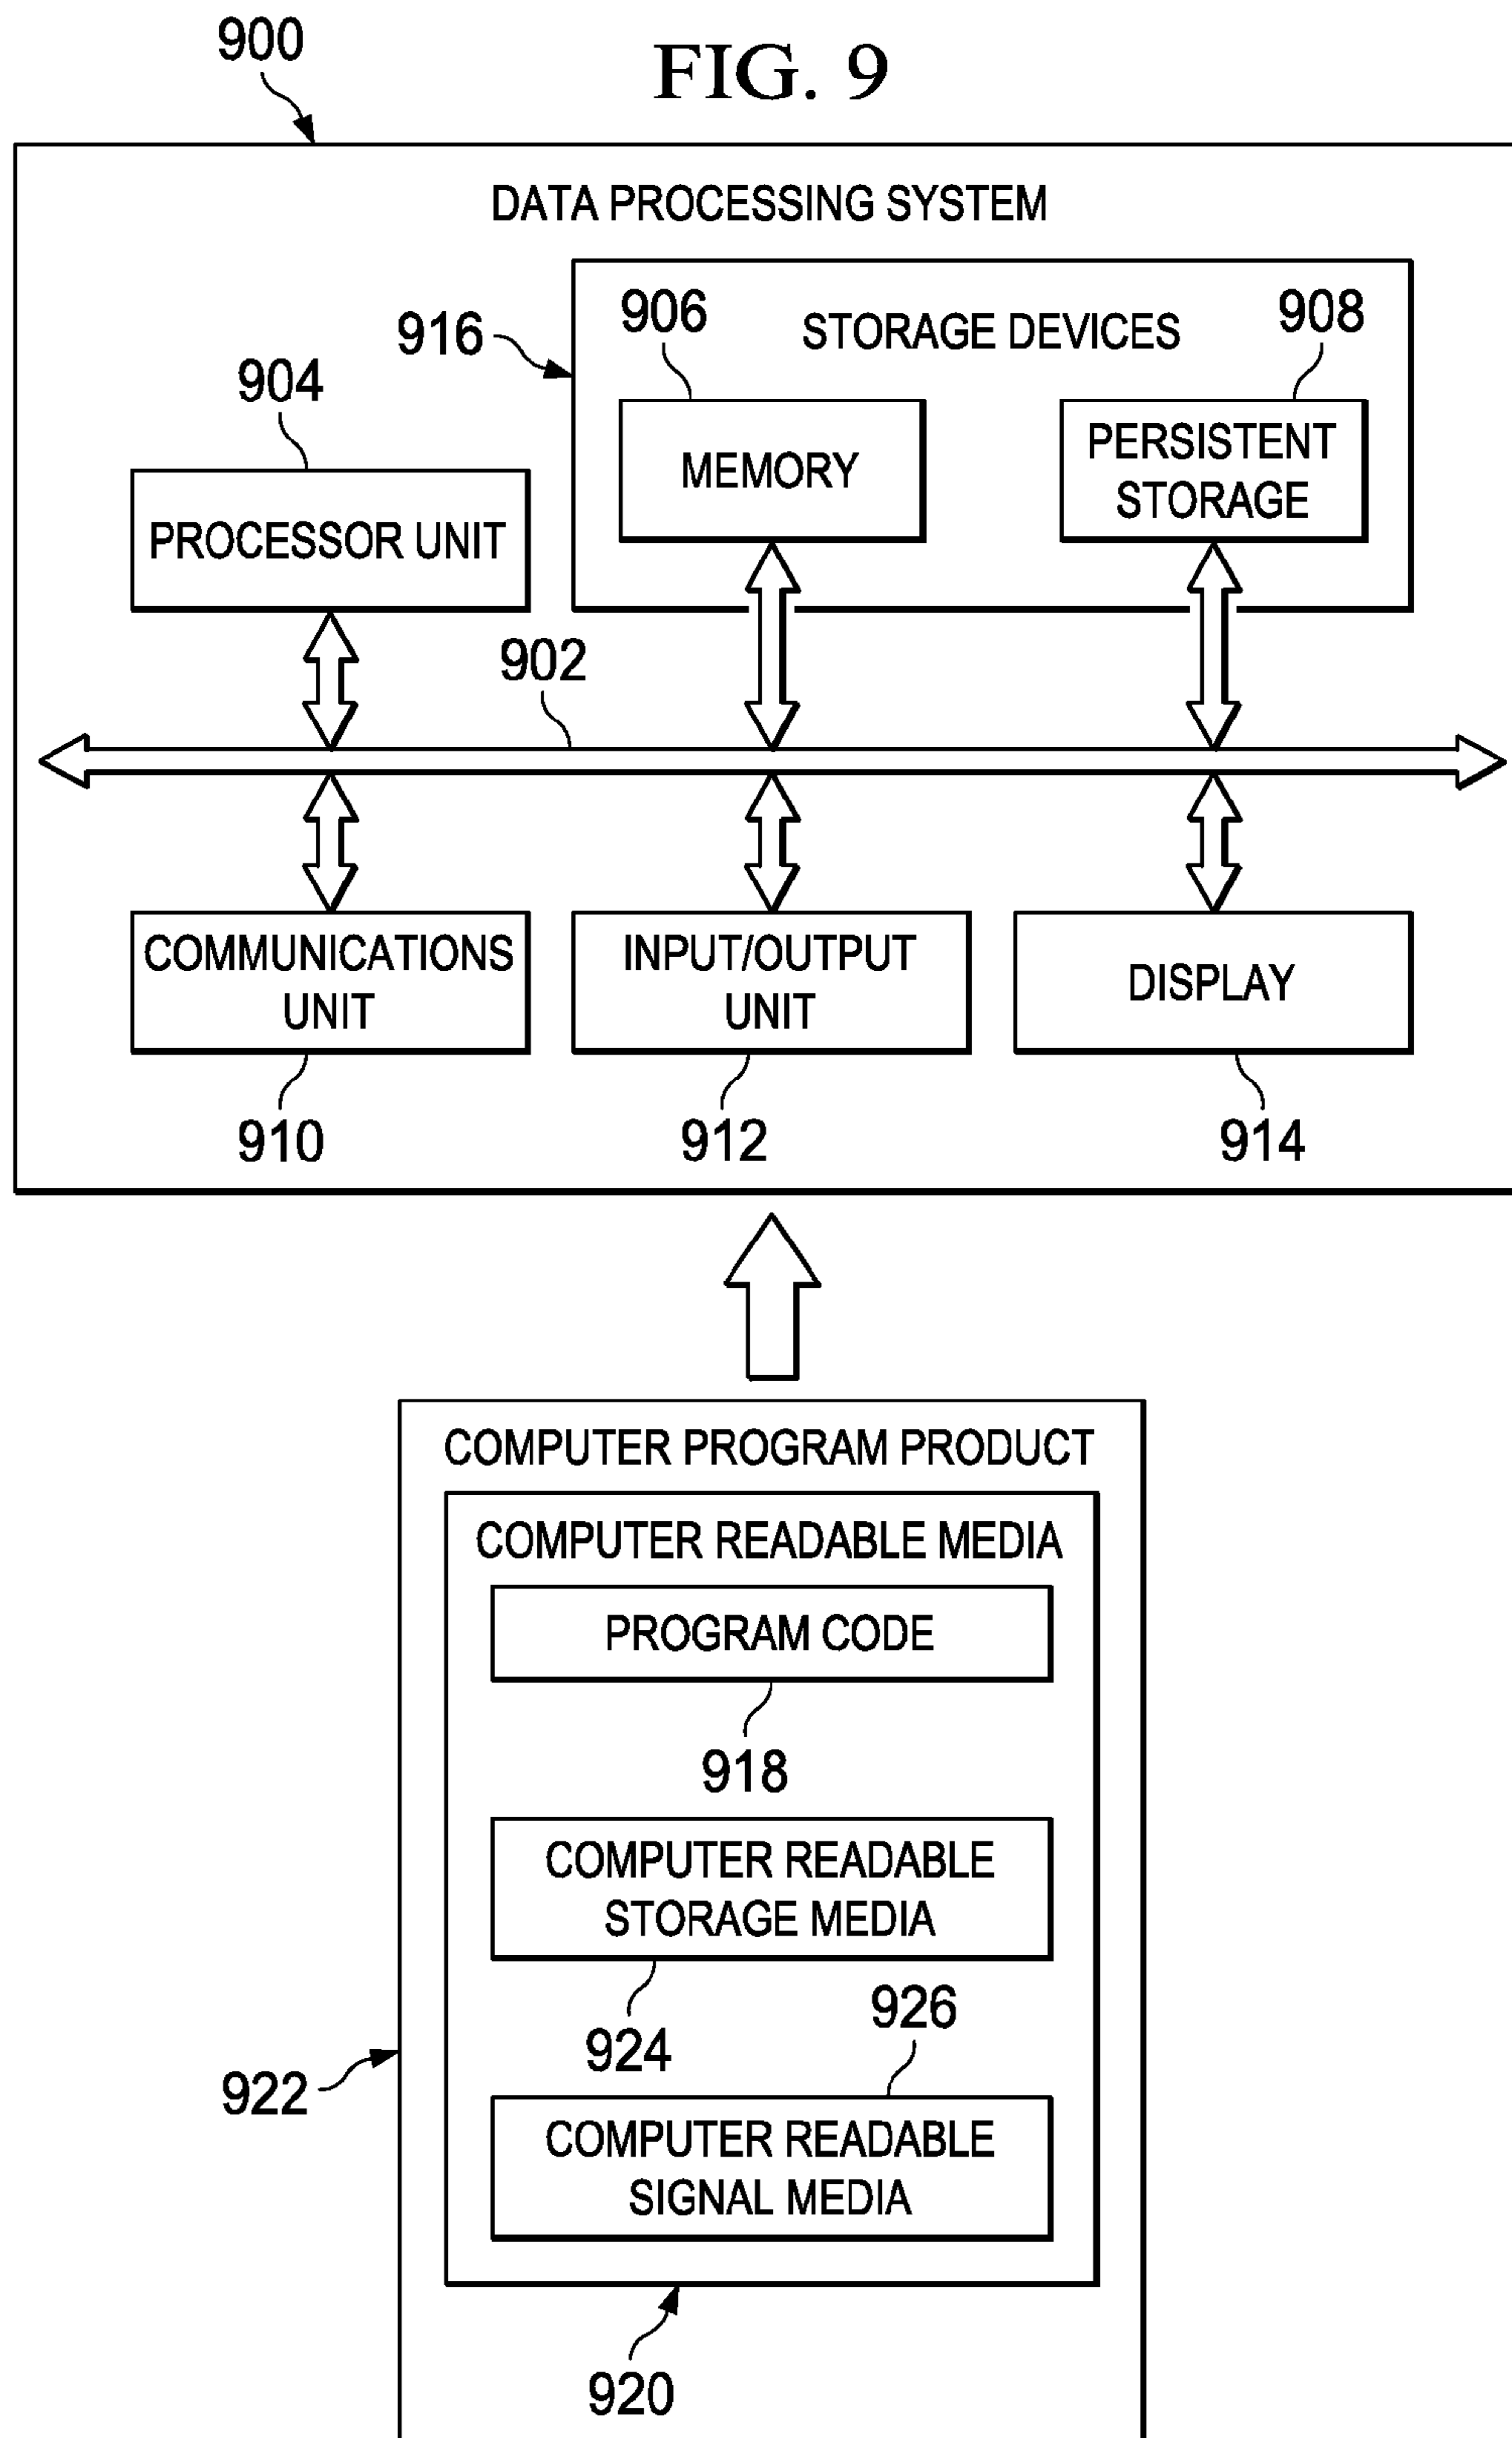 900
FIG. 9
DATA PROCESSING SYSTEM
916
906
STORAGE DEVICES
908
904
MEMORY
PERSISTENT
STORAGE
PROCESSOR UNIT
902
COMMUNICATIONS
UNIT
INPUT/OUTPUT
UNIT
DISPLAY
910
912
914
COMPUTER PROGRAM PRODUCT
COMPUTER READABLE MEDIA
PROGRAM CODE
918
COMPUTER READABLE
STORAGE MEDIA
924
926
922
COMPUTER READABLE
SIGNAL MEDIA
920